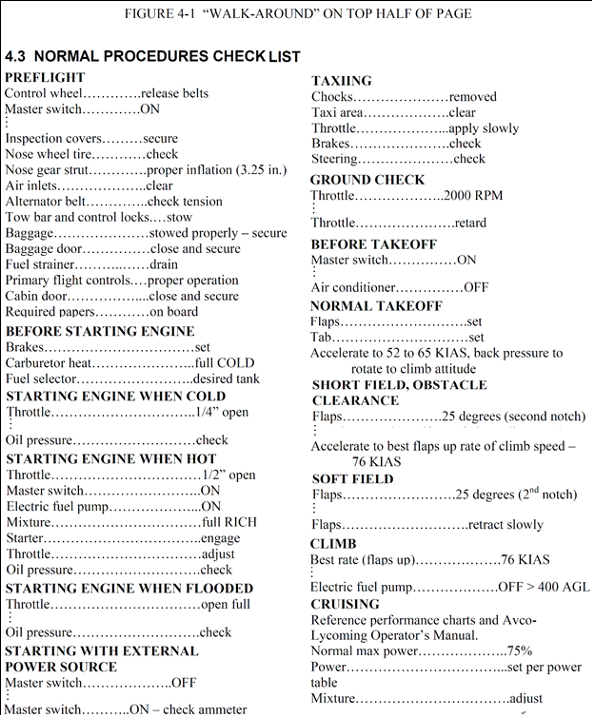 FIGURE 4-1 “WALK-AROUND” ON TOP HALF OF PAGE
4.3 NORMAL PROCEDURES CHECK LIST
PREFLIGHT
Control wheel………….release belts
Master switch………….ON
⋮
Inspection covers………secure
Nose wheel tire…………check
Nose gear strut………….proper inflation (3.25 in.)
Air inlets………………..clear
Alternator belt…………..check tension
Tow bar and control locks….stow
Baggage…………………stowed properly – secure
Baggage door……………close and secure
Fuel strainer………..……drain
Primary flight controls….proper operation
Cabin door……………....close and secure
Required papers…………on board
BEFORE STARTING ENGINE
Brakes……………………………set
Carburetor heat…………………..full COLD
Fuel selector……………………..desired tank
STARTING ENGINE WHEN COLD
Throttle…………………………..1/4” open
⋮
Oil pressure………………………check
STARTING ENGINE WHEN HOT
Throttle……………………………1/2” open
Master switch……………………..ON
Electric fuel pump………………...ON
Mixture……………………………full RICH
Starter…………………………….engage
Throttle……………………………adjust
Oil pressure……………………….check
STARTING ENGINE WHEN FLOODED
Throttle……………………………open full
⋮
Oil pressure……………………….check
STARTING WITH EXTERNAL
POWER SOURCE
Master switch………………..OFF
⋮
Master switch………..ON – check ammeter
TAXIING
Chocks…………………removed
Taxi area………………..clear
Throttle………………...apply slowly
Brakes…………………..check
Steering…………………check
GROUND CHECK
Throttle………………..2000 RPM
⋮
Throttle…………………….retard
BEFORE TAKEOFF
Master switch……………ON
⋮
Air conditioner……………OFF
NORMAL TAKEOFF
Flaps……………………….set
Tab…………………………set
Accelerate to 52 to 65 KIAS, back pressure to
rotate to climb attitude
SHORT FIELD, OBSTACLE
CLEARANCE
Flaps………………….25 degrees (second notch)
⋮
Accelerate to best flaps up rate of climb speed –
76 KIAS
SOFT FIELD
Flaps…………………….25 degrees (2nd notch)
⋮
Flaps……………………….retract slowly
CLIMB
Best rate (flaps up)……………….76 KIAS
⋮
Electric fuel pump……………….OFF > 400 AGL
CRUISING
Reference performance charts and Avco-
Lycoming Operator’s Manual.
Normal max power………………..75%
Power……………………………...set per power
table
Mixture…………………………….adjust